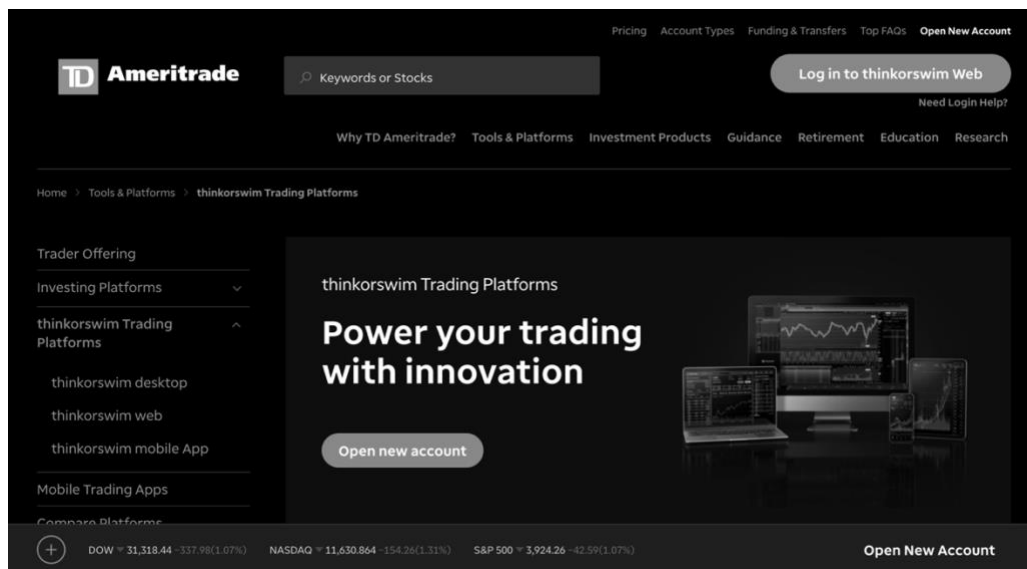 Pricing Account Types Funding & Transfers Top FAQs Open New Account
TD Ameritrade
Keywords or Stocks
Log in to thinkorswim Web
Need Login Help?
Why TD Ameritrade? Tools & Platforms Investment Products Guidance Retirement Education Research
Home > Tools & Platforms > thinkorswim Trading Platforms
Trader Offering
Investing Platforms
thinkorswim Trading
Platforms
thinkorswim desktop
thinkorswim web
thinkorswim mobile App
Mobile Trading Apps
Compare Platforms
thinkorswim Trading Platforms
Power your trading
with innovation
Open new account
DOW 31,318.44 -337.98(1.07%) NASDAQ 11,630.864 -154.26(1.31%) S&P 500 3,924.26 -42.59(1.07%)
Open New Account